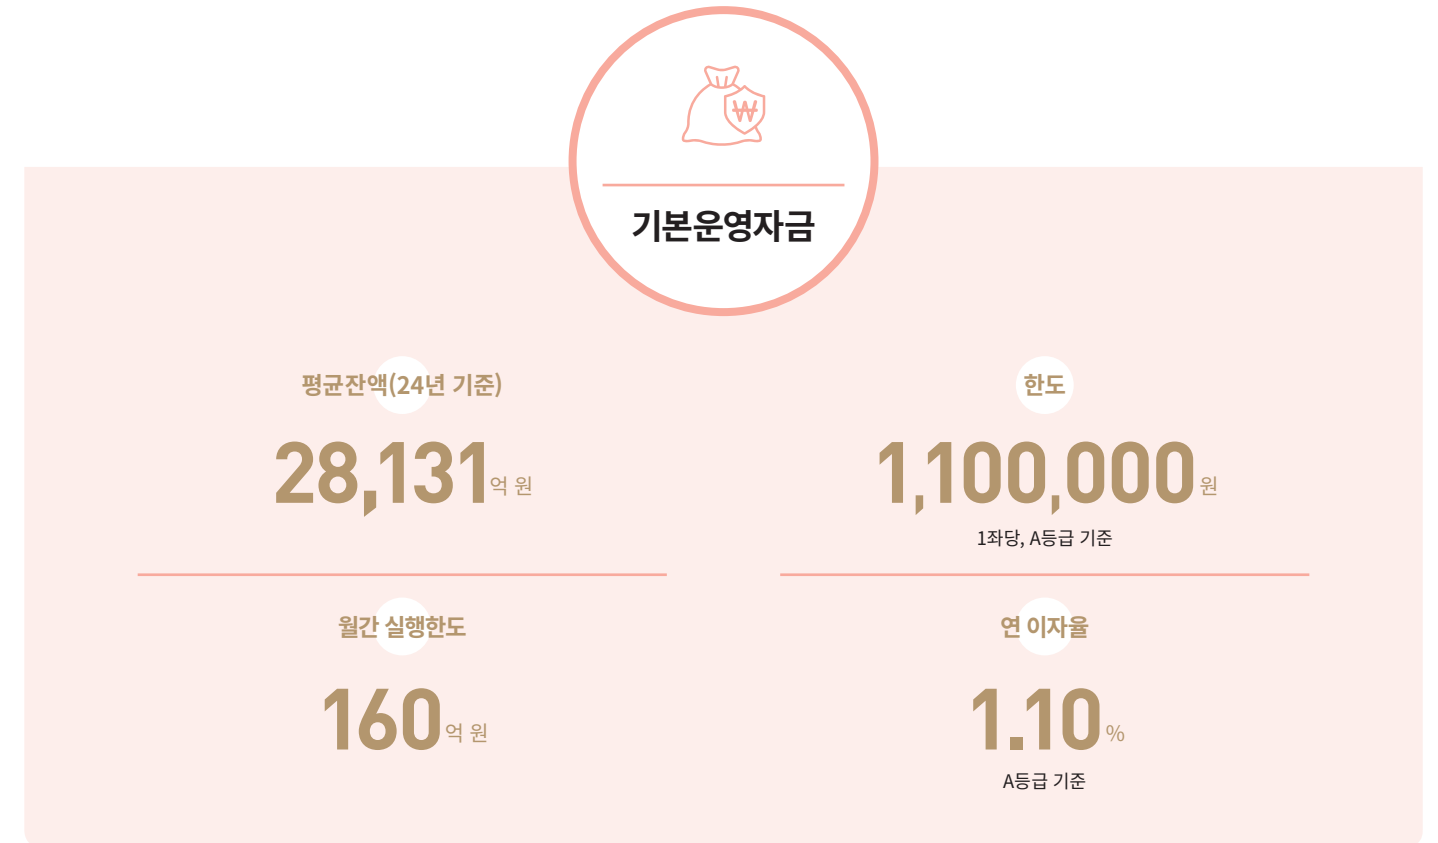 기본운영자금
평균잔액(24년 기준)
28,131억 원
한도
1,100,000원
1좌당, A등급 기준
월간 실행한도
160억 원
연 이자율
1.10%
A등급 기준